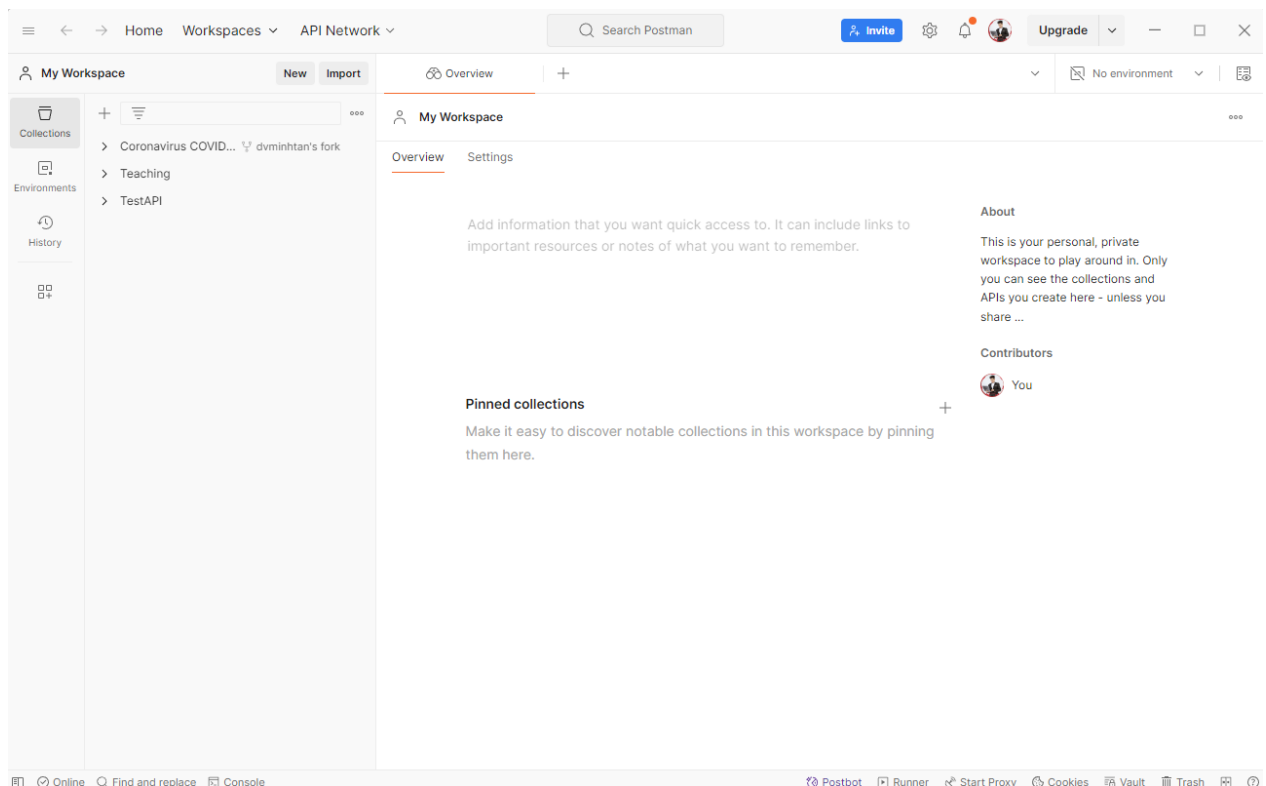 Home Workspaces API Network Search Postman Invite Upgrade
My Workspace New Import Overview No environment
Collections
Environments
History
Coronavirus COVID... dvminhtan's fork
Teaching
TestAPI
My Workspace
Overview Settings
Add information that you want quick access to. It can include links to
important resources or notes of what you want to remember.
Pinned collections
Make it easy to discover notable collections in this workspace by pinning
them here.
About
This is your personal, private
workspace to play around in. Only
you can see the collections and
APIs you create here - unless you
share ...
Contributors
You
Online Find and replace Console Postbot Runner Start Proxy Cookies Vault Trash